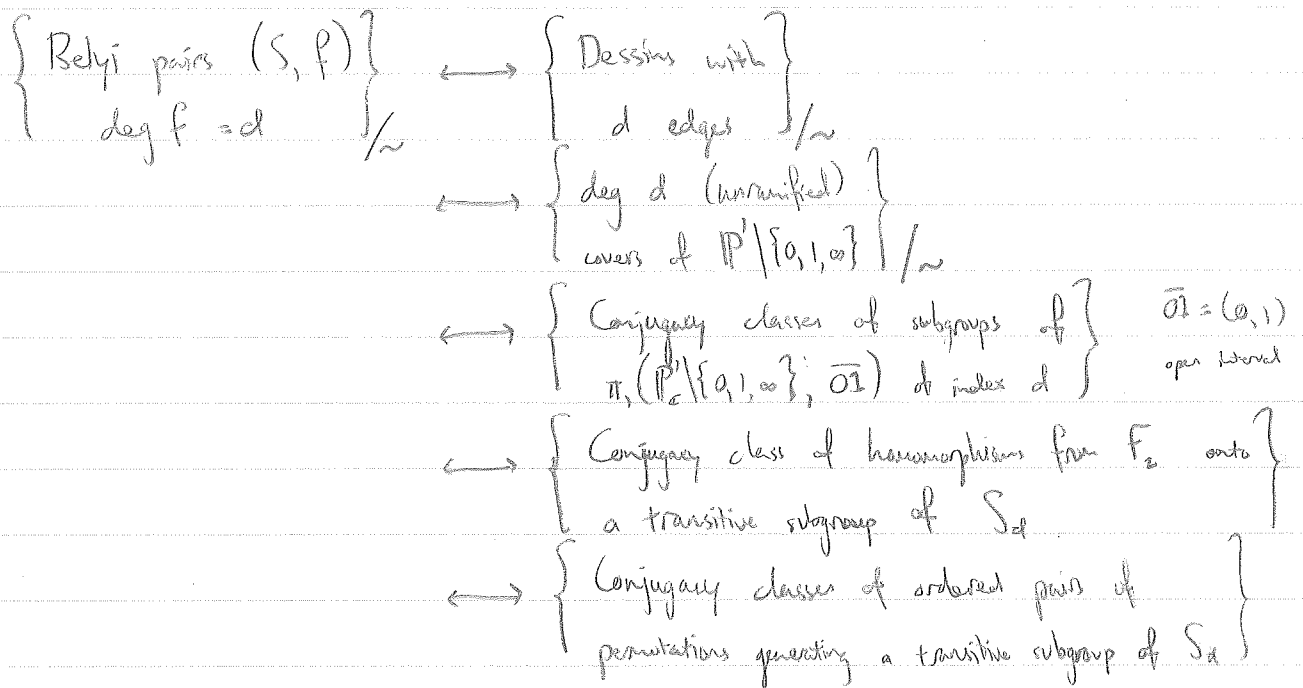 { Belyi pairs (S, f) deg f = d }/~ ⟷ { Dessins with d edges }/~
⟷ { deg d (unramified) covers of ℙ¹\{0,1,∞} }/~
⟷ { Conjugacy classes of subgroups of π₁(ℙ¹_ℂ\{0,1,∞}; 01̅) of index d } 01̅ = (0,1) open interval
⟷ { Conjugacy class of homomorphisms from F₂ onto a transitive subgroup of S_d }
⟷ { Conjugacy classes of ordered pairs of permutations generating a transitive subgroup of S_d }